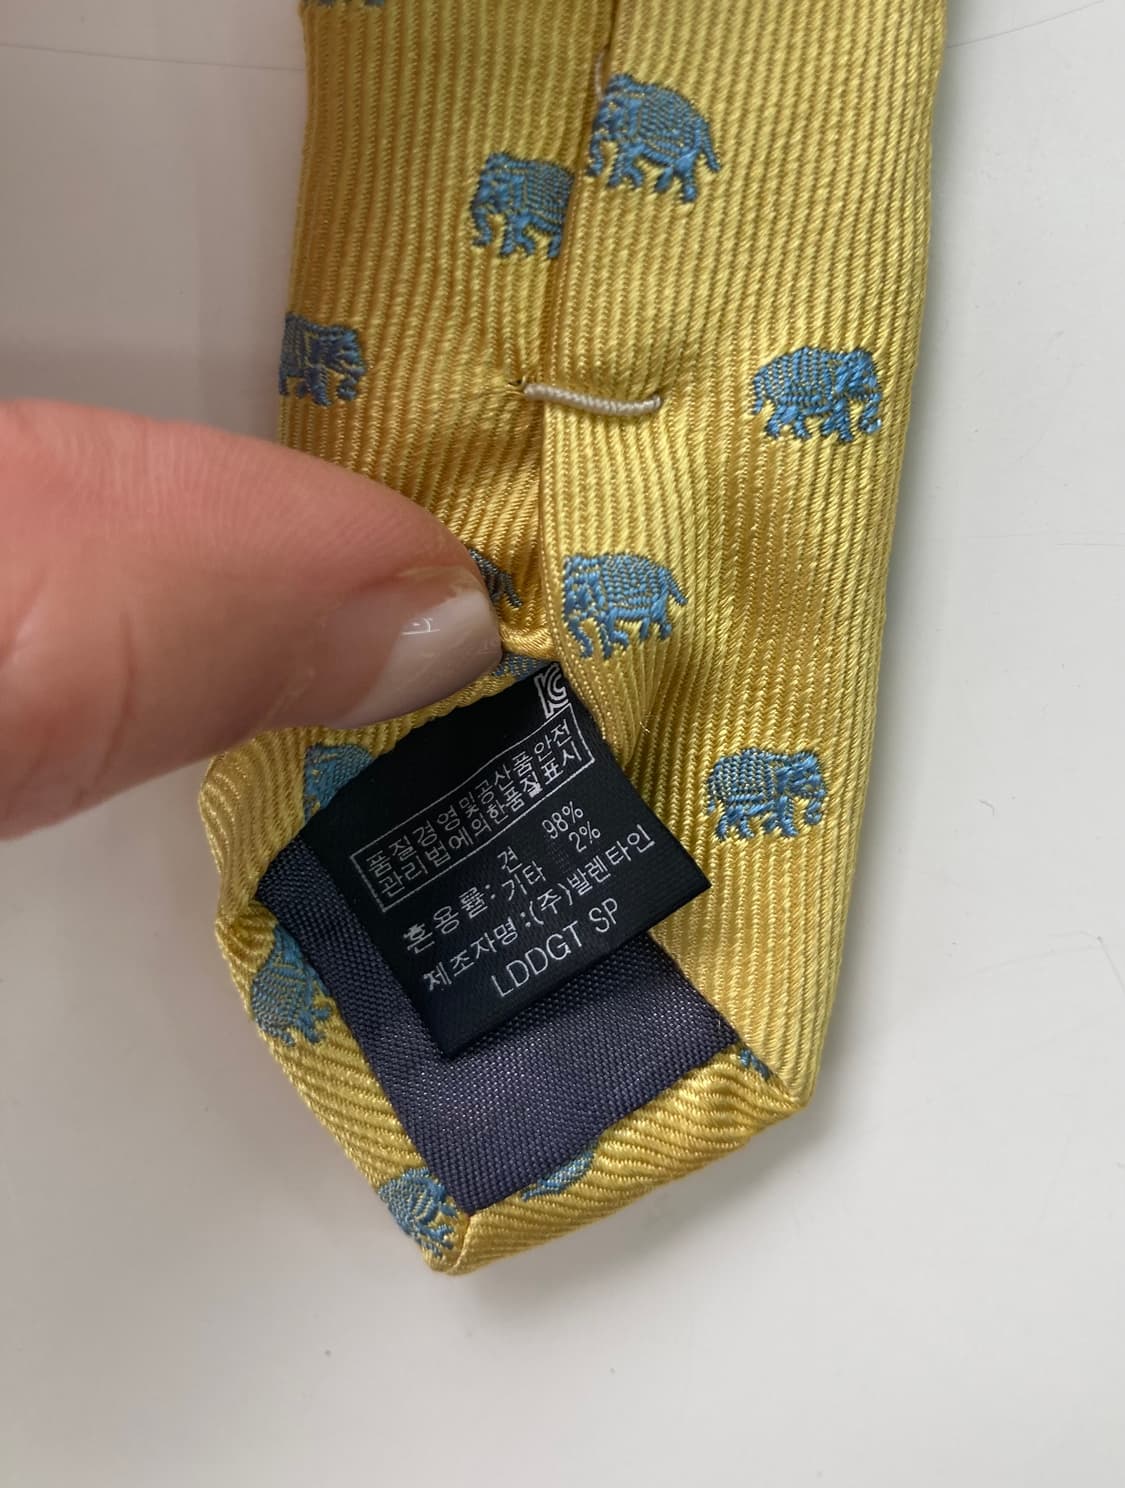 KC
품질경영및공산품안전
관리법에의한품질표시
혼용률: 견 98%
기타 2%
제조자명:(주)발렌타인
LDDGT SP